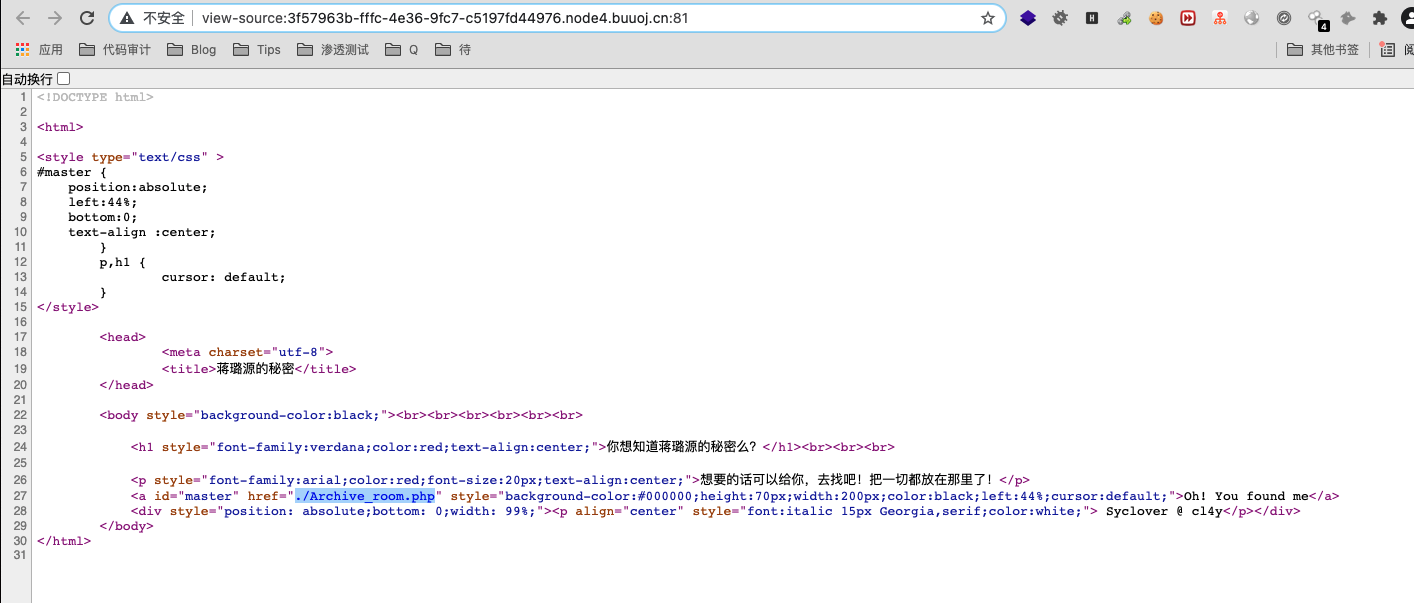 不安全 view-source:3f57963b-fffc-4e36-9fc7-c5197fd44976.node4.buuoj.cn:81 4
应用 代码审计 Blog Tips 渗透测试 Q 待 其他书签 阅
自动换行
1 <!DOCTYPE html>
2
3 <html>
4
5 <style type="text/css" >
6 #master {
7 position:absolute;
8 left:44%;
9 bottom:0;
10 text-align :center;
11 }
12 p,h1 {
13 cursor: default;
14 }
15 </style>
16
17 <head>
18 <meta charset="utf-8">
19 <title>蒋璐源的秘密</title>
20 </head>
21
22 <body style="background-color:black;"><br><br><br><br><br><br>
23
24 <h1 style="font-family:verdana;color:red;text-align:center;">你想知道蒋璐源的秘密么？</h1><br><br><br>
25
26 <p style="font-family:arial;color:red;font-size:20px;text-align:center;">想要的话可以给你，去找吧！把一切都放在那里了！</p>
27 <a id="master" href="./Archive_room.php" style="background-color:#000000;height:70px;width:200px;color:black;left:44%;cursor:default;">Oh! You found me</a>
28 <div style="position: absolute;bottom: 0;width: 99%;"><p align="center" style="font:italic 15px Georgia,serif;color:white;"> Syclover @ cl4y</p></div>
29 </body>
30 </html>
31